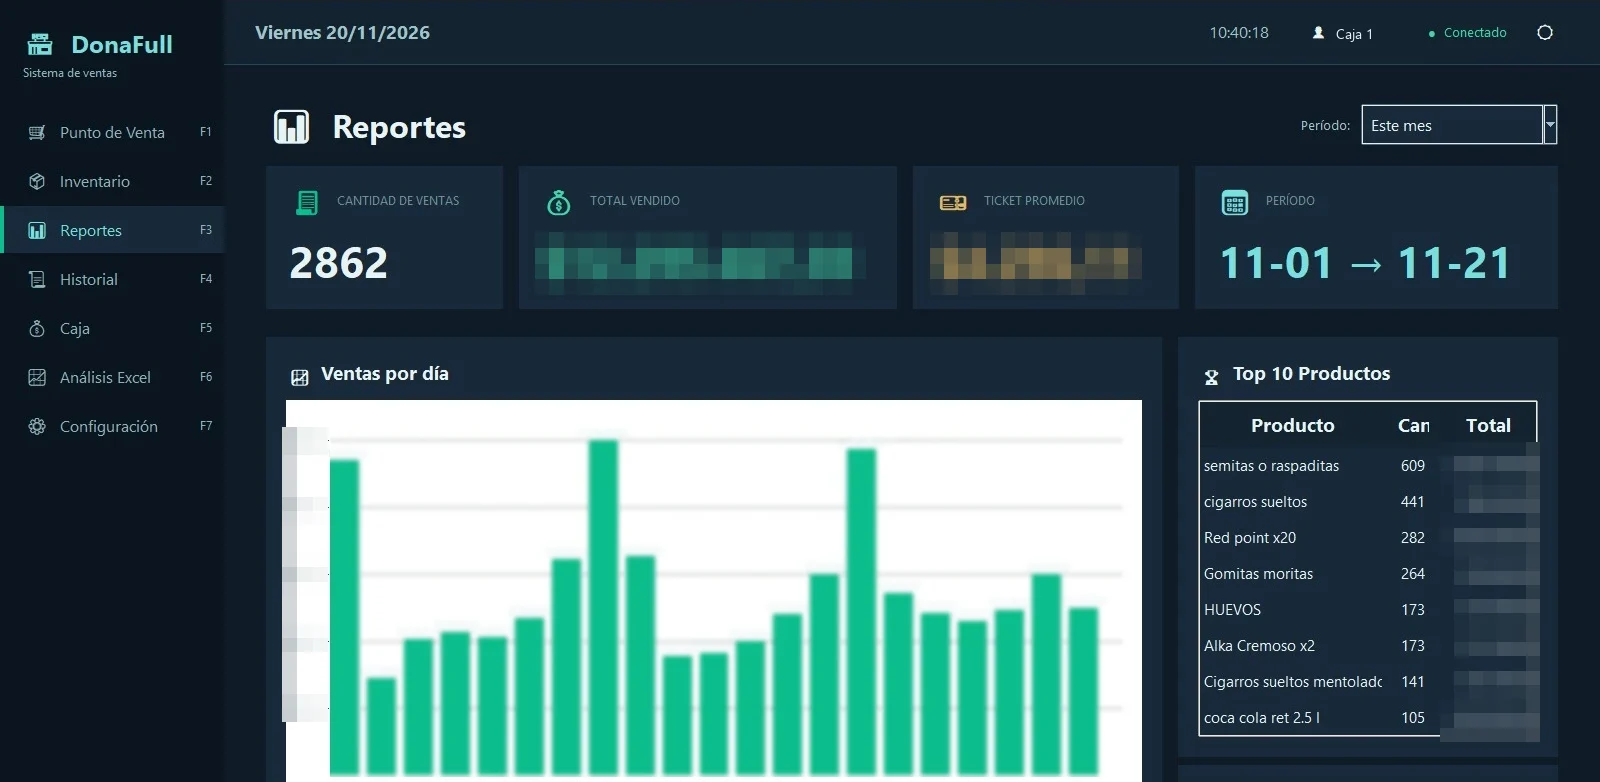 DonaFull
Sistema de ventas
Punto de Venta F1
Inventario F2
Reportes F3
Historial F4
Caja F5
Análisis Excel F6
Configuración F7
Viernes 20/11/2026
10:40:18
Caja 1
Conectado
Reportes
Período:
Este mes
CANTIDAD DE VENTAS
2862
TOTAL VENDIDO
TICKET PROMEDIO
PERÍODO
11-01 → 11-21
Ventas por día
Top 10 Productos
Producto Can Total
semitas o raspaditas 609
cigarros sueltos 441
Red point x20 282
Gomitas moritas 264
HUEVOS 173
Alka Cremoso x2 173
Cigarros sueltos mentolado 141
coca cola ret 2.5 l 105